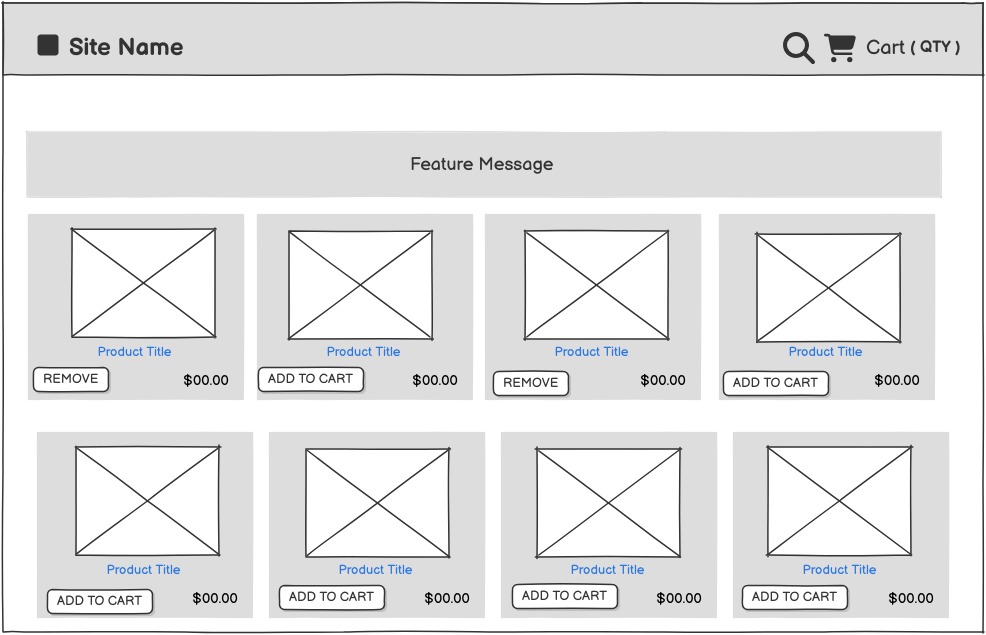 Site Name
Cart ( QTY )
Feature Message
Product Title
REMOVE
$00.00
Product Title
ADD TO CART
$00.00
Product Title
REMOVE
$00.00
Product Title
ADD TO CART
$00.00
Product Title
ADD TO CART
$00.00
Product Title
ADD TO CART
$00.00
Product Title
ADD TO CART
$00.00
Product Title
ADD TO CART
$00.00